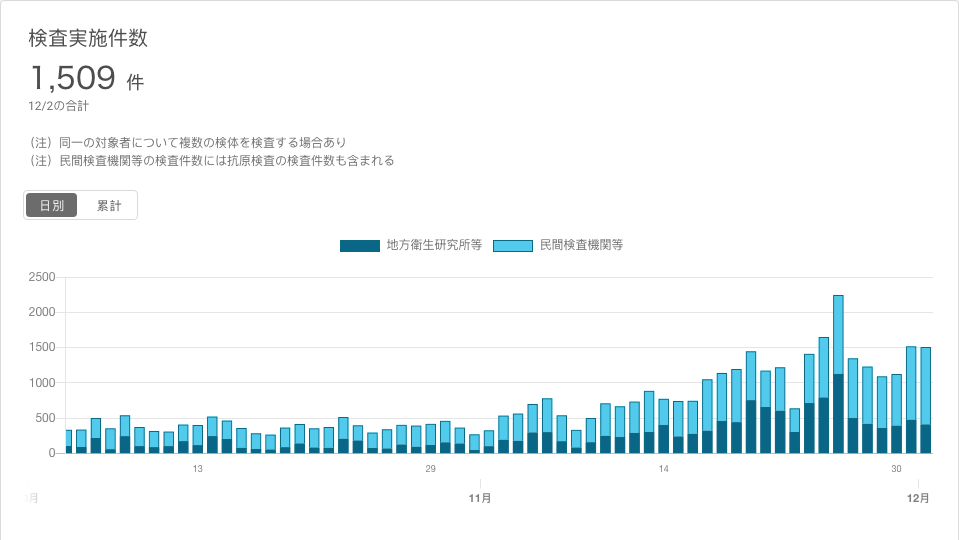 検査実施件数
1,509 件
12/2の合計
（注）同一の対象者について複数の検体を検査する場合あり
（注）民間検査機関等の検査件数には抗原検査の検査件数も含まれる
日別 累計
地方衛生研究所等 民間検査機関等
2500
2000
1500
1000
500
0
13 29 14 30
月 11月 12月